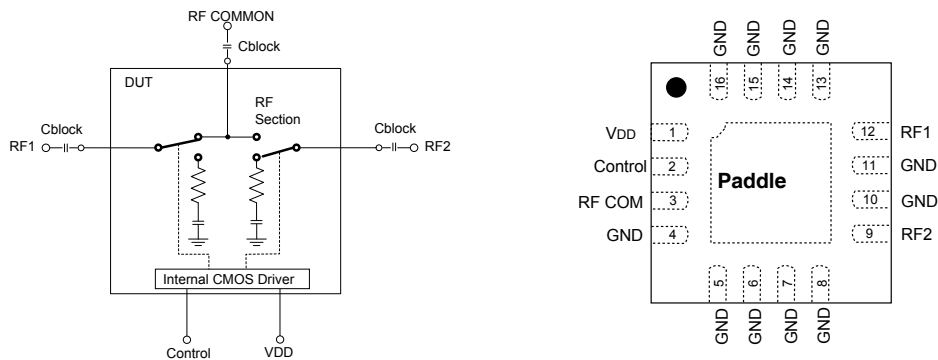 RF COMMON
Cblock
DUT
RF
Section
Cblock
RF1
Cblock
RF2
Internal CMOS Driver
Control
VDD
GND
GND
GND
GND
16
15
14
13
VDD
1
12
RF1
Control
2
11
GND
Paddle
RF COM
3
10
GND
GND
4
9
RF2
5
6
7
8
GND
GND
GND
GND